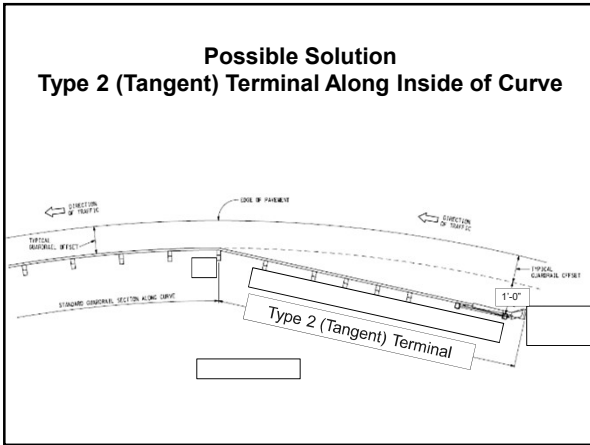 Possible Solution
Type 2 (Tangent) Terminal Along Inside of Curve
DIRECTION
OF TRAFFIC
EDGE OF PAVEMENT
DIRECTION
OF TRAFFIC
TYPICAL
GUARDRAIL OFFSET
TYPICAL
GUARDRAIL OFFSET
1'-0"
STANDARD GUARDRAIL SECTION ALONG CURVE
Type 2 (Tangent) Terminal